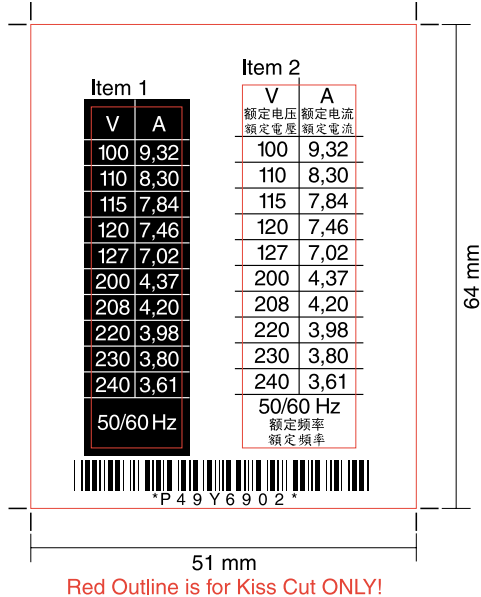 Item 1
V A
100 9,32
110 8,30
115 7,84
120 7,46
127 7,02
200 4,37
208 4,20
220 3,98
230 3,80
240 3,61
50/60 Hz
Item 2
V A
额定电压 额定电流
額定電壓 額定電流
100 9,32
110 8,30
115 7,84
120 7,46
127 7,02
200 4,37
208 4,20
220 3,98
230 3,80
240 3,61
50/60 Hz
额定频率
額定頻率
*P49Y6902*
64 mm
51 mm
Red Outline is for Kiss Cut ONLY!